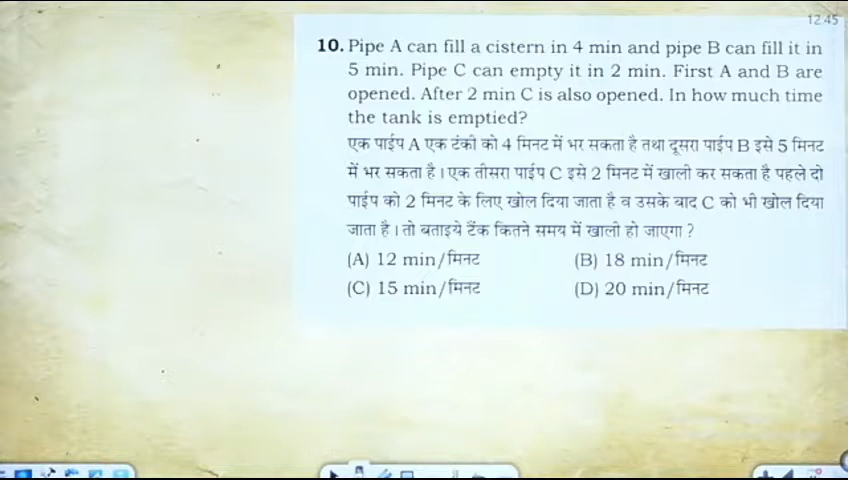 12:45
10. Pipe A can fill a cistern in 4 min and pipe B can fill it in
5 min. Pipe C can empty it in 2 min. First A and B are
opened. After 2 min C is also opened. In how much time
the tank is emptied?
एक पाईप A एक टंकी को 4 मिनट में भर सकता है तथा दूसरा पाईप B इसे 5 मिनट
में भर सकता है। एक तीसरा पाईप C इसे 2 मिनट में खाली कर सकता है पहले दो
पाईप को 2 मिनट के लिए खोल दिया जाता है व उसके बाद C को भी खोल दिया
जाता है। तो बताइये टैंक कितने समय में खाली हो जाएगा ?
(A) 12 min/मिनट (B) 18 min/मिनट
(C) 15 min/मिनट (D) 20 min/मिनट